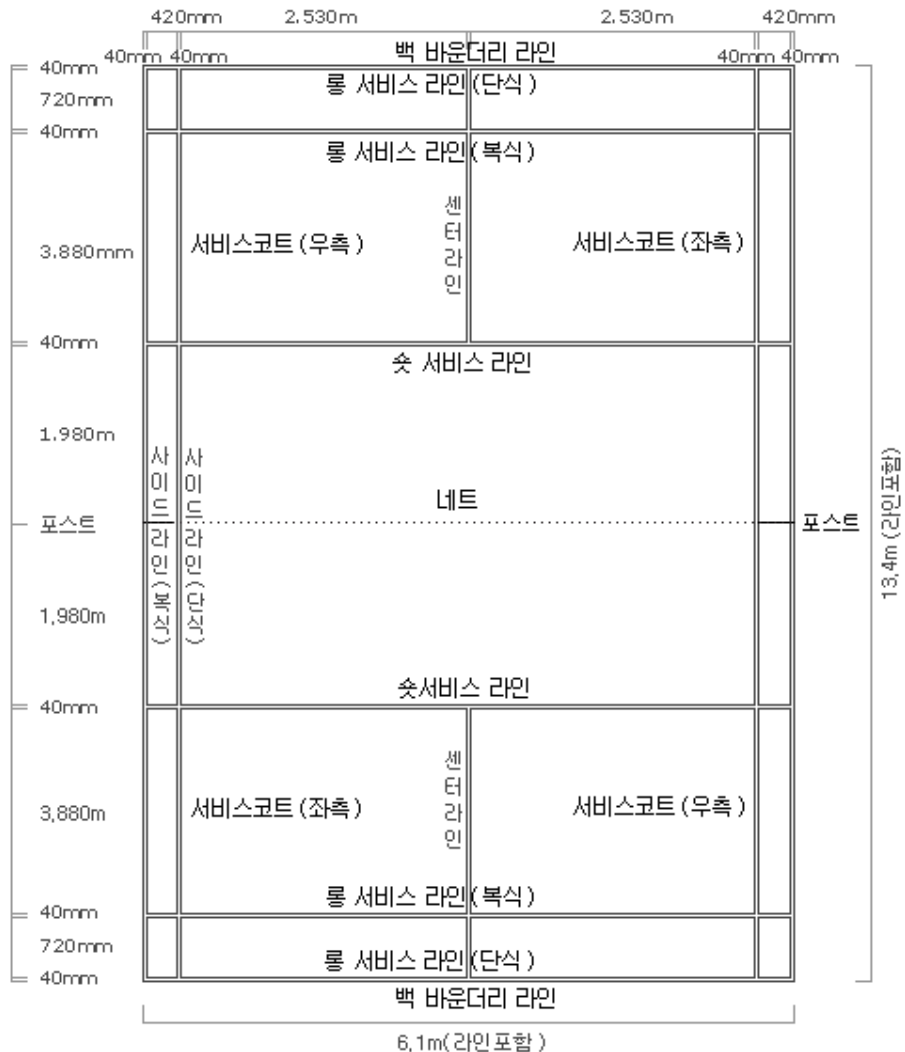 420mm 2.530m 2.530m 420mm
40mm 40mm 백 바운더리 라인 40mm 40mm
40mm
롱 서비스 라인(단식)
720mm
40mm
롱 서비스 라인(복식)
센터라인
서비스코트(우측) 서비스코트(좌측)
3.880mm
40mm
숏 서비스 라인
1.980m
사이드라인(복식)
사이드라인(단식)
네트
포스트 포스트
13,4m (라인포함)
1,980m
숏서비스 라인
40mm
센터라인
3,880m 서비스코트(좌측) 서비스코트(우측)
롱 서비스 라인(복식)
40mm
720mm
롱 서비스 라인(단식)
40mm
백 바운더리 라인
6,1m(라인포함)